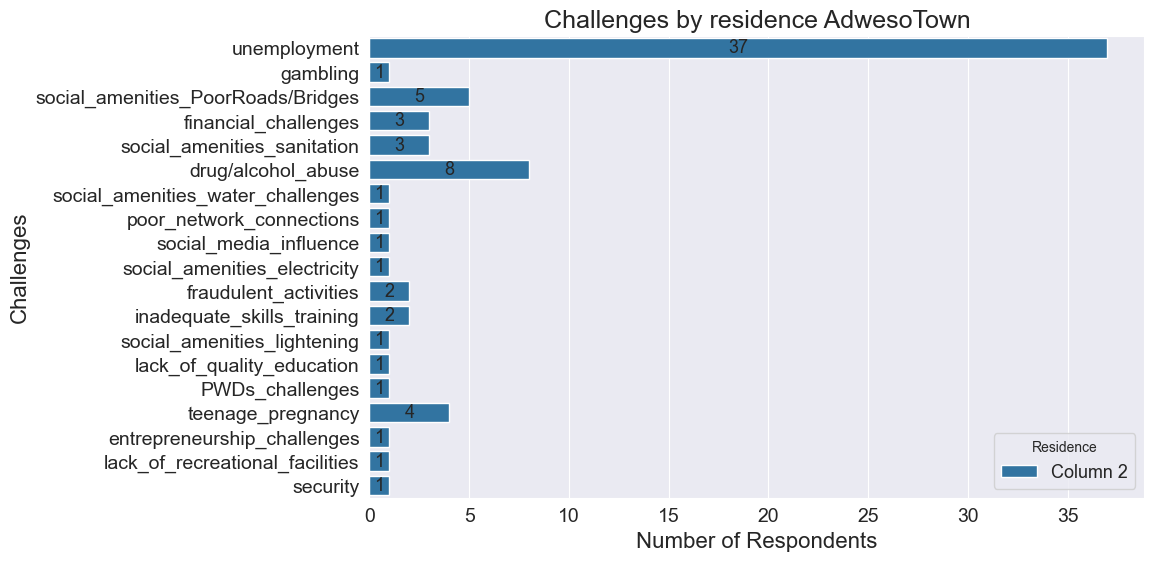 Challenges by residence AdwesoTown
Challenges
unemployment 37
gambling 1
social_amenities_PoorRoads/Bridges 5
financial_challenges 3
social_amenities_sanitation 3
drug/alcohol_abuse 8
social_amenities_water_challenges 1
poor_network_connections 1
social_media_influence 1
social_amenities_electricity 1
fraudulent_activities 2
inadequate_skills_training 2
social_amenities_lightening 1
lack_of_quality_education 1
PWDs_challenges 1
teenage_pregnancy 4
entrepreneurship_challenges 1
lack_of_recreational_facilities 1
security 1
Residence
Column 2
0 5 10 15 20 25 30 35
Number of Respondents